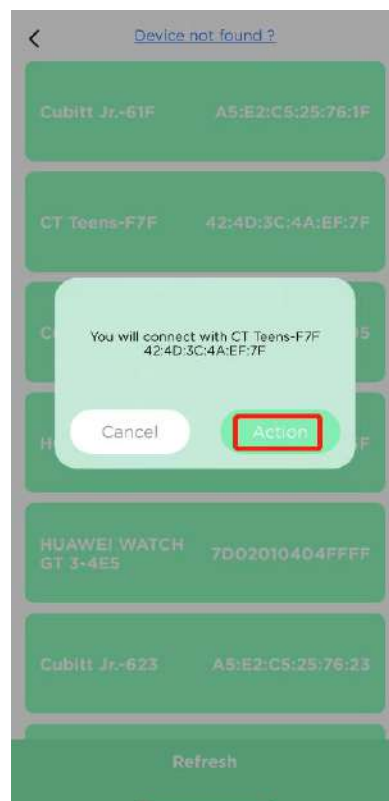 Device not found ?
Cubitt Jr.-61F A5:E2:C5:25:76:1F
CT Teens-F7F 42:4D:3C:4A:EF:7F
You will connect with CT Teens-F7F
42:4D:3C:4A:EF:7F
Cancel Action
HUAWEI WATCH
GT 3-4E5 7D02010404FFFF
Cubitt Jr.-623 A5:E2:C5:25:76:23
Refresh